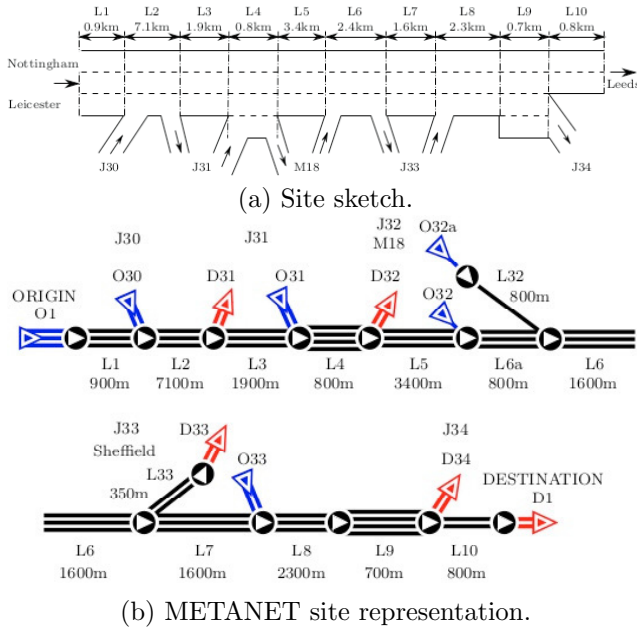 L1 L2 L3 L4 L5 L6 L7 L8 L9 L10
0.9km 7.1km 1.9km 0.8km 3.4km 2.4km 1.6km 2.3km 0.7km 0.8km
Nottingham
Leeds
Leicester
J30 J31 M18 J33 J34
(a) Site sketch.
J30 J31 J32 O32a
M18
O30 D31 O31 D32 O32 L32
800m
ORIGIN
O1
L1 L2 L3 L4 L5 L6a L6
900m 7100m 1900m 800m 3400m 800m 1600m
J33 D33 J34
Sheffield
L33 O33 D34 DESTINATION
350m D1
L6 L7 L8 L9 L10
1600m 1600m 2300m 700m 800m
(b) METANET site representation.